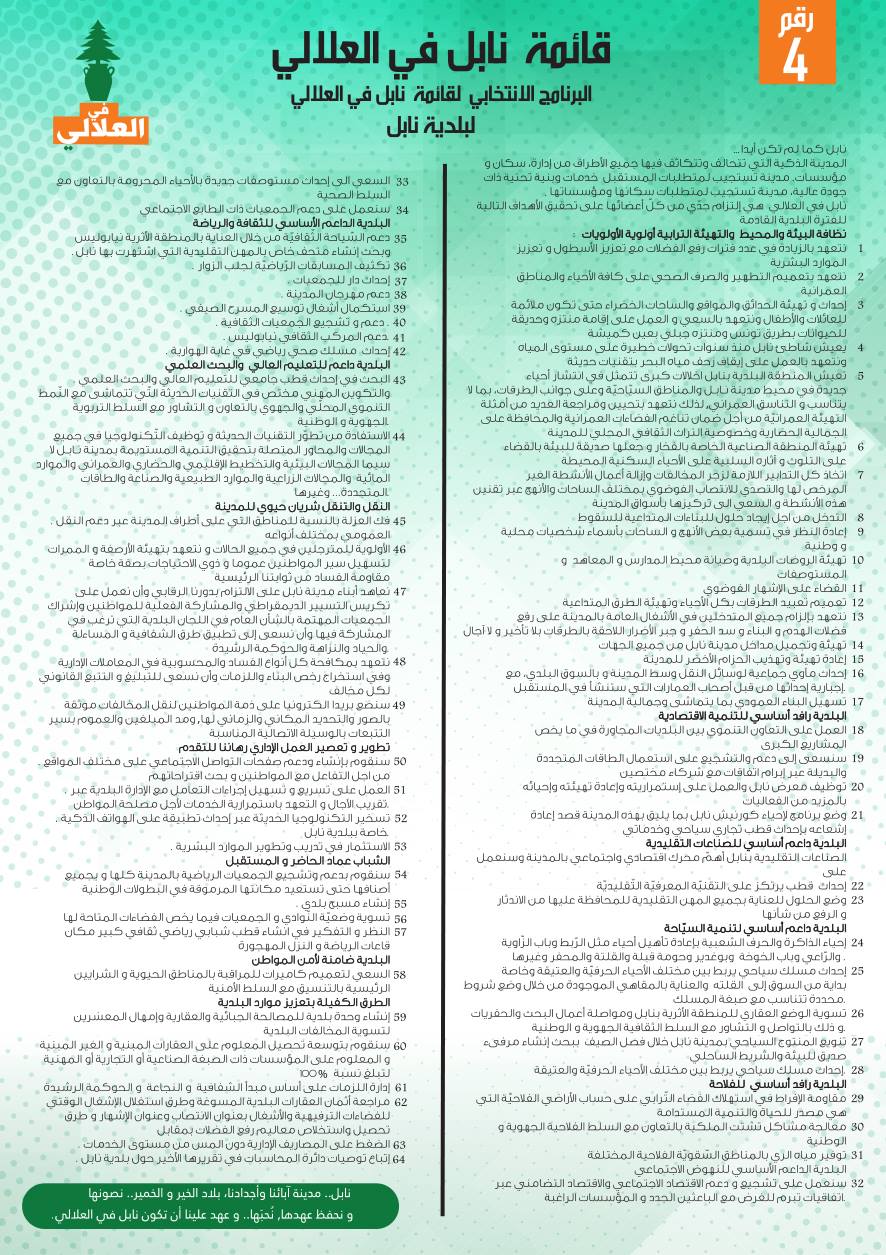 رقم
4
قائمة نابل في العلالي
البرنامج الانتخابي لقائمة نابل في العلالي
لبلدية نابل
في
العلالي
نابل كما لم تكن أبدا...
المدينة الذكية التي تتحالف وتتكاثف فيها جميع الأطراف من إدارة، سكان و
مؤسسات, مدينة تستجيب لمتطلبات المستقبل. خدمات وبنية تحتية ذات
جودة عالية، مدينة تستجيب لمتطلبات سكانها ومؤسساتها .
نابل في العلالي هي إلتزام جدّي من كلّ أعضائها على تحقيق الأهداف التالية
للفترة البلدية القادمة
نظافة البيئة والمحيط والتهيئة الترابية أولوية الأولويات
1 نتعهد بالزيادة في عدد فترات رفع الفضلات مع تعزيز الأسطول و تعزيز
الموارد البشرية
2 نتعهد بتعميم التطهير والصرف الصحي على كافة الأحياء والمناطق
العمرانية
3 إحداث و تهيئة الحدائق والمواقع والساحات الخضراء حتى تكون ملائمة
للعائلات والأطفال ونتعهد بالسعي و العمل على إقامة منتزه وحديقة
للحيوانات بطريق تونس ومنتزه جبلي بعين كميشة
4 يعيش شاطئ نابل منذ سنوات تحولات خطيرة على مستوى المياه
ونتعهد بالعمل على إيقاف زحف مياه البحر بتقنيات حديثة
5 تعيش المنطقة البلدية بنابل اخلالات كبرى تتمثل في انتشار أحياء
جديدة في محيط مدينة نابل والمناطق السيّاحيّة وعلى جوانب الطرقات، بما لا
يتناسب و التناسق العمراني, لذلك نتعهد بتحيين ومراجعة العديد من أمثلة
التهيئة العمرانيّة من أجل ضمان تناغم الفضاءات العمرانية والمحافظة على
الجمالية الحضارية وخصوصية التراث الثقافي المحلي للمدينة
6 تهيئة المنطقة الصناعية الخاصة بالفخار و جعلها صديقة للبيئة بالقضاء
على التلوث و أثاره السلبية على الأحياء السكنية المحيطة
7 اتخاذ كل التدابير اللازمة لزجر المخالفات وإزالة أعمال الأنشطة الغير
المرخص لها والتصدي للانتصاب الفوضوي بمختلف الساحات والأنهج عبر تقنين
هذه الأنشطة و السعي الى تركيزها بأسواق المدينة
8 التدخل من أجل إيجاد حلول للبناءات المتداعية للسقوط
9 إعادة النظر في تسمية بعض الأنهج و الساحات بأسماء شخصيات محلية
و وطنية
10 تهيئة الروضات البلدية وصيانة محيط المدارس و المعاهد و
المستوصفات
11 القضاء على الإشهار الفوضوي
12 تعميم تعبيد الطرقات بكل الأحياء وتهيئة الطرق المتداعية
13 نتعهد بإلزام جميع المتدخلين في الأشغال العامة بالمدينة على رفع
فضلات الهدم و البناء و سد الحفر و جبر الأضرار اللاحقة بالطرقات بلا تأخير و لا آجال
14 تهيئة وتجميل مداخل مدينة نابل من جميع الجهات
15 إعادة تهيئة وتهذيب الحزام الأخضر للمدينة
16 إحداث مآوي جماعية لوسائل النقل وسط المدينة و بالسوق البلدي، مع
.إجبارية إحداثها من قبل أصحاب العمارات التي ستنشأ في المستقبل
17 تسهيل البناء العمودي بما يتماشى وجمالية المدينة
البلدية رافد أساسي للتنمية الاقتصادية
18 العمل على التعاون التنموي بين البلديات المجاورة في ما يخص
المشاريع الكبرى
19 سنسعى إلى دعم والتشجيع على استعمال الطاقات المتجددة
والبديلة عبر إبرام اتفاقات مع شركاء مختصين
20 توظيف معرض نابل والعمل على إستمراريته وإعادة تهيئته وإحيائه
بالمزيد من الفعاليات
21 وضع برنامج لإحياء كورنيش نابل بما يليق بهذه المدينة قصد إعادة
إشعاعه بإحداث قطب تجاري سياحي وخدماتي
البلدية داعم أساسي للصناعات التقليدية
الصناعات التقليدية بنابل أهمّ محرك اقتصادي واجتماعي بالمدينة وسنعمل
على
22 إحداث قطب يرتكز على التقنيّة المعرفيّة التّقليديّة
23 وضع الحلول للعناية بجميع المهن التقليدية للمحافظة عليها من الاندثار
و الرفع من شأنها
البلدية داعم أساسي لتنمية السيّاحة
24 إحياء الذاكرة والحرف الشعبية بإعادة تأهيل أحياء مثل الرّبط وباب الزّاوية
. والرّاعي وباب الخوخة وبوغدير وحومة قبلة والقلتة والمحفر وغيرها
25 إحداث مسلك سياحي يربط بين مختلف الأحياء الحرفيّة والعتيقة وخاصة
بداية من السوق إلى القلته والعناية بالمقاهي الموجودة من خلال وضع شروط
.محددة تتناسب مع صبغة المسلك
26 تسوية الوضع العقاري للمنطقة الأثرية بنابل ومواصلة أعمال البحث والحفريات
.و ذلك بالتواصل و التشاور مع السلط الثقافية الجهوية و الوطنية
27 تنويع المنتوج السياحي بمدينة نابل خلال فصل الصيف ببحث إنشاء مرفىء
صديق للبيئة والشريط الساحلي
28 .إحداث مسلك سياحي يربط بين مختلف الأحياء الحرفيّة والعتيقة
البلدية رافد أساسي للفلاحة
29 مقاومة الإفراط في استهلاك الفضاء التّرابي على حساب الأراضي الفلاحيّة التي
هي مصدر للحياة والتنمية المستدامة
30 معالجة مشاكل تشتت الملكية بالتعاون مع السلط الفلاحية الجهوية و
الوطنية
31 توفير مياه الري بالمناطق السّقويّة الفلاحية المختلفة
البلدية الداعم الأساسي للنهوض الاجتماعي
32 سنعمل على تشجيع و دعم الاقتصاد الاجتماعي والاقتصاد التضامني عبر
.اتفاقيات تبرم للغرض مع الباعثين الجدد و المؤسسات الراغبة
33 السعي الى إحداث مستوصفات جديدة بالأحياء المحرومة بالتعاون مع
السلط الصحية
34 سنعمل على دعم الجمعيات ذات الطابع الاجتماعي
البلدية الداعم الأساسي للثقافة والرياضة
35 دعم السّياحة الثّقافيّة من خلال العناية بالمنطقة الأثرية نيابوليس
وبحث إنشاء متحف خاص بالمهن التقليدية التي إشتهرت بها نابل .
36 تكثيف المسابقات الرّياضيّة لجلب الزوار .
37 إحداث دار للجمعيات .
38 دعم مهرجان المدينة .
39 استكمال أشغال توسيع المسرح الصيفي .
40 . دعم و تشجيع الجمعيات الثقافية .
41 .دعم المركب الثقافي نيابوليس .
42 إحداث مسلك صحي رياضي في غابة الهوارية .
البلدية داعم للتعليم العالي والبحث العلمي
43 البحث في إحداث قطب جامعي للتعليم العالي والبحث العلمي
والتكوين المهني مختص في التقنيات الحديثة التّي تتماشى مع النّمط
التنموي المحلّي والجهوي بالتعاون و التشاور مع السلط التربوية
.الجهوية و الوطنية
44 الاستفادة من تطوّر التقنيات الحديثة و توظيف التّكنولوجيا في جميع
المجالات والمحاور المتصلة بتحقيق التنمية المستديمة بمدينة نابل لا
سيما المجالات البيئية والتخطيط الإقليمي والحضاري والعمراني والموارد
المائية والمجالات الزراعية والموارد الطبيعية والصناعة والطاقات
.المتجددة... وغيرها
النقل والتنقل شريان حيوي للمدينة
45 فك العزلة بالنسبة للمناطق التي على أطراف المدينة عبر دعم النقل .
العمومي بمختلف أنواعه
46 الأولوية للمترجلين في جميع الحالات و نتعهد بتهيئة الأرصفة و الممرات
لتسهيل سير المواطنين عموما و ذوي الاحتياجات بصفة خاصة
مقاومة الفساد من ثوابتنا الرئيسية
47 نعاهد أبناء مدينة نابل على الالتزام بدورنا الرقابي وأن نعمل على
تكريس التسيير الديمقراطي والمشاركة الفعلية للمواطنين وإشراك
الجمعيات المهتمة بالشأن العام في اللجان البلدية التي ترغب في
المشاركة فيها وأن نسعى إلى تطبيق طرق الشفافية و المساءلة
.والحياد والنزاهة والحوكمة الرشيدة
48 نتعهد بمكافحة كل أنواع الفساد والمحسوبية في المعاملات الإدارية
وفي استخراج رخص البناء واللزمات وأن نسعى للتبليغ و التتبع القانوني
لكل مخالف
49 سنضع بريدا الكترونيا على ذمة المواطنين لنقل المخالفات موثقة
بالصور والتحديد المكاني والزماني لها, ومد المبلغين والعموم بسير
التتبعات بالوسيلة الاتصالية المناسبة
تطوير و تعصير العمل الإداري رهاننا للتقدم
50 سنقوم بإنشاء ودعم صفحات التواصل الاجتماعي على مختلف المواقع .
من اجل التفاعل مع المواطنين و بحث اقتراحاتهم
51 العمل على تسريع و تسهيل إجراءات التعامل مع الإدارة البلدية عبر .
.تقريب الآجال و التعهد باستمرارية الخدمات لأجل مصلحة المواطن
52 تسخير التكنولوجيا الحديثة عبر إحداث تطبيقة على الهواتف الذكية .
.خاصة ببلدية نابل
53 الاستثمار في تدريب وتطوير الموارد البشرية .
الشباب عماد الحاضر و المستقبل
54 سنقوم بدعم وتشجيع الجمعيات الرياضية بالمدينة كلها و بجميع
أصنافها حتى تستعيد مكانتها المرموقة في البطولات الوطنية
55 إنشاء مسبح بلدي .
56 تسوية وضعيّة النوادي و الجمعيات فيما يخص الفضاءات المتاحة لها
57 النظر و التفكير في انشاء قطب شبابي رياضي ثقافي كبير مكان
قاعات الرياضة و النزل المهجورة
البلدية ضامنة لأمن المواطن
58 السعي لتعميم كاميرات للمراقبة بالمناطق الحيوية و الشرايين
الرئيسية بالتنسيق مع السلط الأمنية
الطرق الكفيلة بتعزيز موارد البلدية
59 إنشاء وحدة بلدية للمصالحة الجبائية والعقارية وإمهال المعسرين
لتسوية المخالفات البلدية
60 سنقوم بتوسعة تحصيل المعلوم على العقارات المبنية و الغير المبنية
و المعلوم على المؤسسات ذات الصبغة الصناعية أو التجارية أو المهنية
لتبلغ نسبة 100%
61 إدارة اللزمات على أساس مبدأ الشفافية و النجاعة و الحوكمة الرشيدة
62 مراجعة أثمان العقارات البلدية المسوغة وطرق استغلال الإشغال الوقتي
للفضاءات الترفيهية والأشغال بعنوان الانتصاب وعنوان الإشهار و طرق
تحصيل واستخلاص معاليم رفع الفضلات بمقابل
63 الضغط على المصاريف الإدارية دون المس من مستوى الخدمات .
64 .إتباع توصيات دائرة المحاسبات في تقريرها الأخير حول بلدية نابل .
نابل.. مدينة آبائنا وأجدادنا، بلاد الخير و الخمير.. نصونها
و نحفظ عهدها, نُحبّها.. و عهد علينا أن تكون نابل في العلالي.